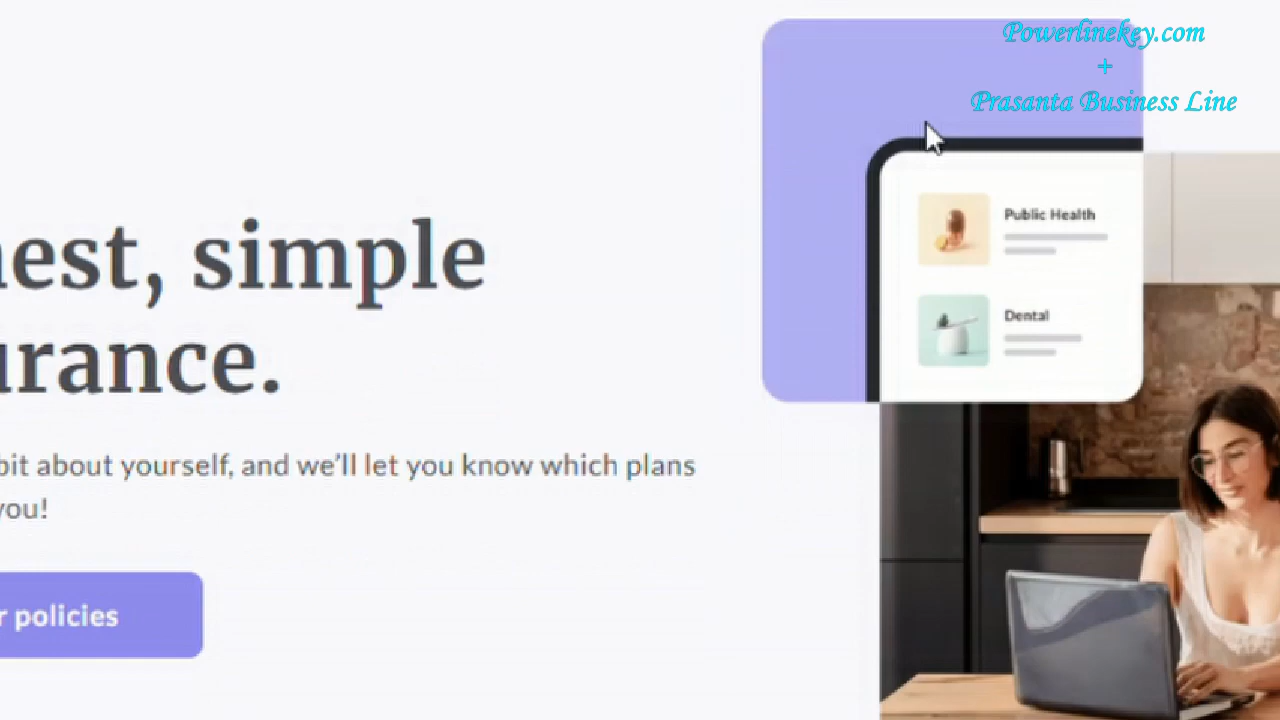 Powerlinekey.com
+
Prasanta Business Line
Public Health
Dental
nest, simple
urance.
bit about yourself, and we'll let you know which plans
you!
r policies